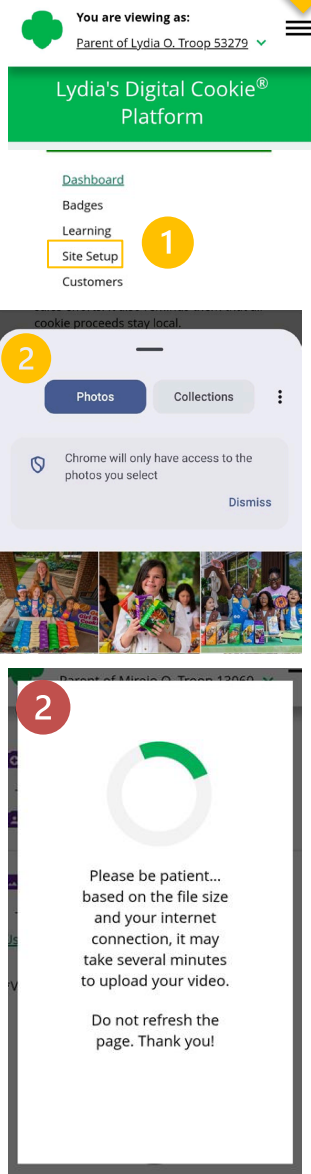 You are viewing as:
Parent of Lydia O. Troop 53279
Lydia's Digital Cookie®
Platform
Dashboard
Badges
Learning
1
Site Setup
Customers
cookie proceeds stay local.
2
Photos
Collections
Chrome will only have access to the
photos you select
Dismiss
Parent of Mireio O. Troop 13960
2
Please be patient...
based on the file size
and your internet
connection, it may
take several minutes
to upload your video.
Do not refresh the
page. Thank you!